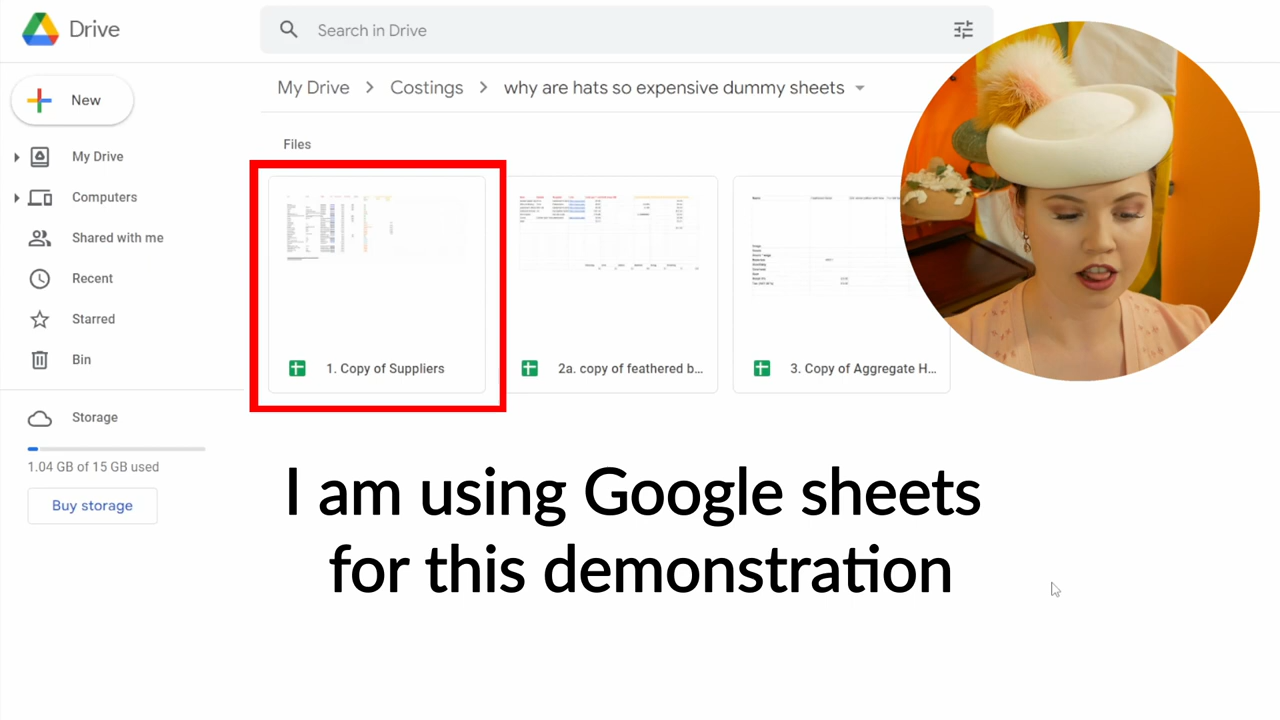 Drive
Search in Drive
New
My Drive > Costings > why are hats so expensive dummy sheets
My Drive
Computers
Shared with me
Recent
Starred
Bin
Storage
1.04 GB of 15 GB used
Buy storage
Files
1. Copy of Suppliers
2a. copy of feathered b...
3. Copy of Aggregate H...
I am using Google sheets
for this demonstration